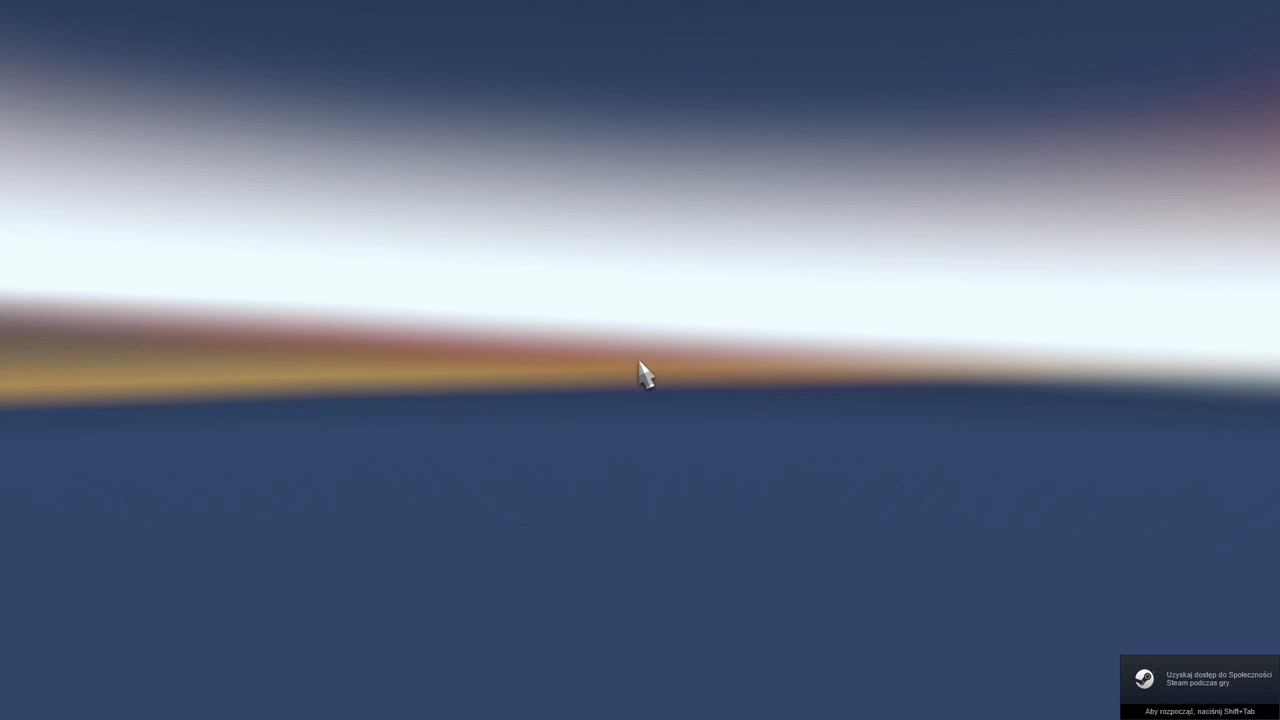 Uzyskaj dostęp do Społeczności
Steam podczas gry.
Aby rozpocząć, naciśnij Shift+Tab